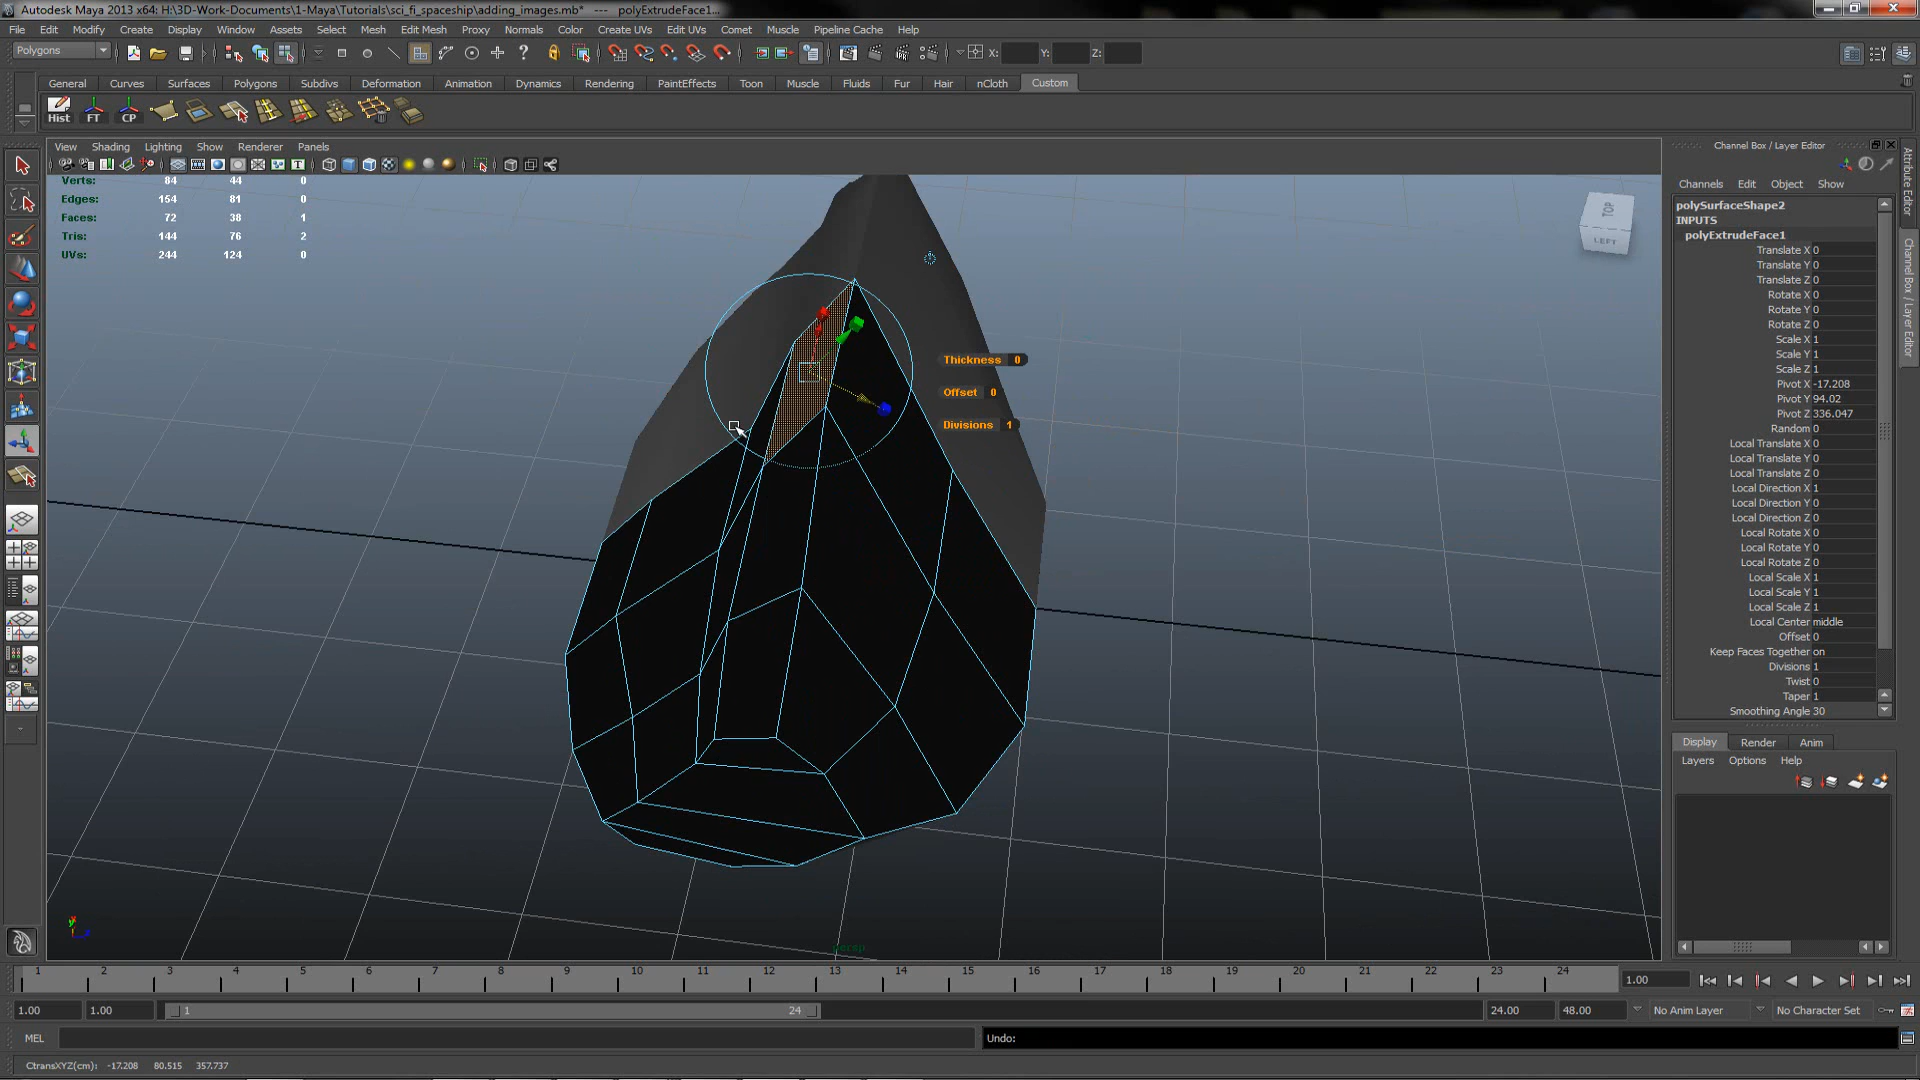 Autodesk Maya 2013 x64: H:\3D-Work-Documents\1-Maya\Tutorials\sci_fi_spaceship\adding_images.mb* --- polyExtrudeFace1...
File Edit Modify Create Display Window Assets Select Mesh Edit Mesh Proxy Normals Color Create UVs Edit UVs Comet Muscle Pipeline Cache Help
Polygons X: Y: Z:
General Curves Surfaces Polygons Subdivs Deformation Animation Dynamics Rendering PaintEffects Toon Muscle Fluids Fur Hair nCloth Custom
Hist FT CP
View Shading Lighting Show Renderer Panels
Verts: 84 44 0
Edges: 154 81 0
Faces: 72 38 1
Tris: 144 76 2
UVs: 244 124 0
TOP
LEFT
Thickness 0
Offset 0
Divisions 1
persp
Channel Box / Layer Editor
Channels Edit Object Show
polySurfaceShape2
INPUTS
polyExtrudeFace1
Translate X 0
Translate Y 0
Translate Z 0
Rotate X 0
Rotate Y 0
Rotate Z 0
Scale X 1
Scale Y 1
Scale Z 1
Pivot X -17.208
Pivot Y 94.02
Pivot Z 336.047
Random 0
Local Translate X 0
Local Translate Y 0
Local Translate Z 0
Local Direction X 1
Local Direction Y 0
Local Direction Z 0
Local Rotate X 0
Local Rotate Y 0
Local Rotate Z 0
Local Scale X 1
Local Scale Y 1
Local Scale Z 1
Local Center middle
Offset 0
Keep Faces Together on
Divisions 1
Twist 0
Taper 1
Smoothing Angle 30
Attribute Editor
Channel Box / Layer Editor
Display Render Anim
Layers Options Help
1 2 3 4 5 6 7 8 9 10 11 12 13 14 15 16 17 18 19 20 21 22 23 24 1.00
1.00 1.00 1 24 24.00 48.00 No Anim Layer No Character Set
MEL Undo:
CtransXYZ(cm): -17.208 80.515 357.737